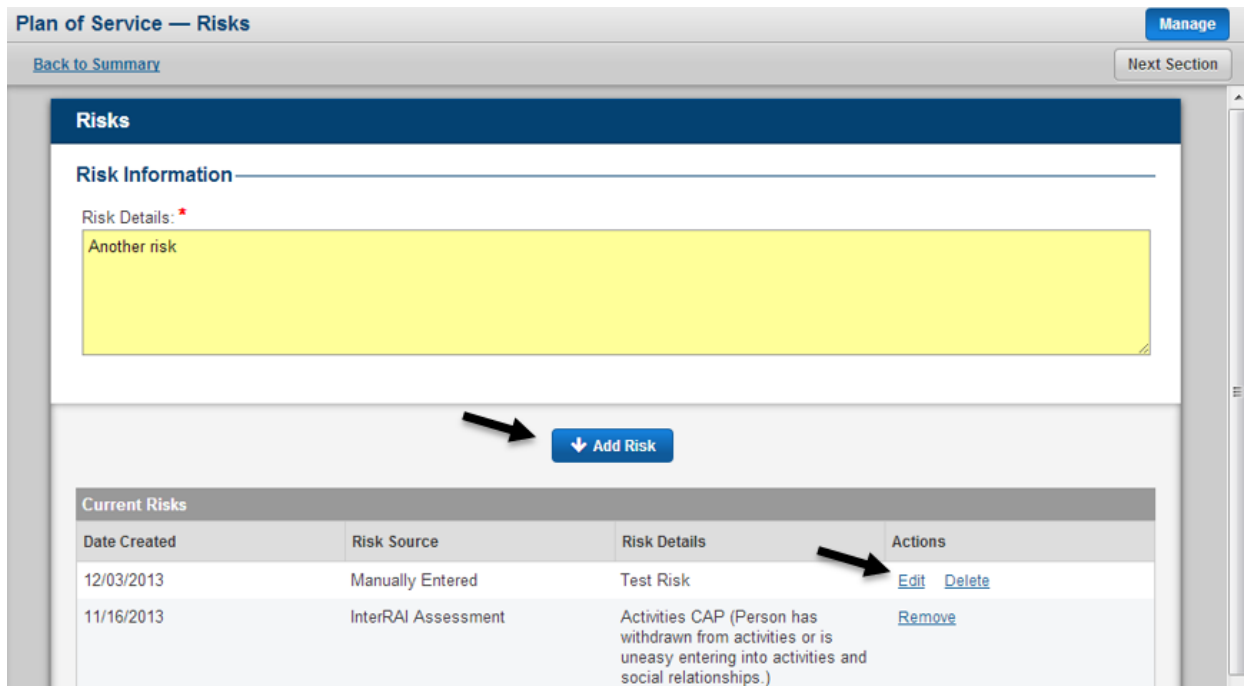 Plan of Service — Risks
Manage
Back to Summary
Next Section
Risks
Risk Information
Risk Details: *
Another risk
Add Risk
Current Risks
Date Created Risk Source Risk Details Actions
12/03/2013 Manually Entered Test Risk Edit Delete
11/16/2013 InterRAI Assessment Activities CAP (Person has Remove
withdrawn from activities or is
uneasy entering into activities and
social relationships.)